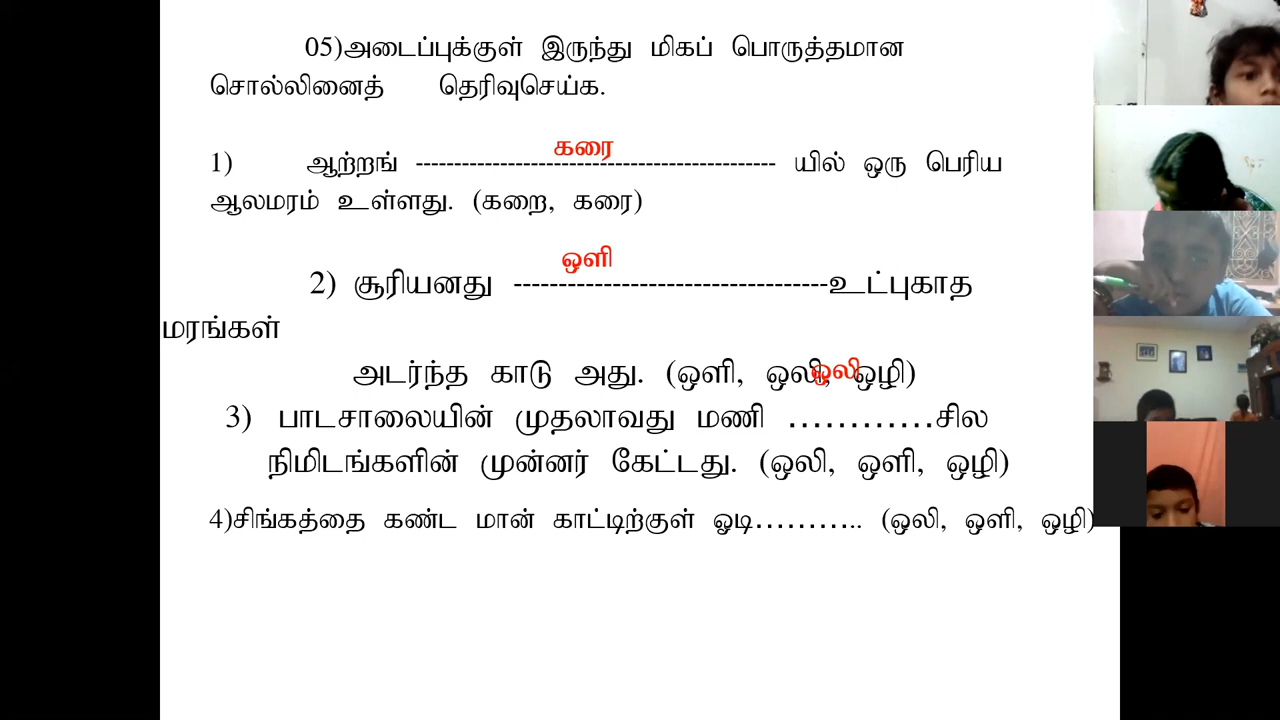 05)அடைப்புக்குள் இருந்து மிகப் பொருத்தமான
சொல்லினைத் தெரிவுசெய்க.
கரை
1) ஆற்றங் ----------------------------------------------- யில் ஒரு பெரிய
ஆலமரம் உள்ளது. (கறை, கரை)
ஒளி
2) சூரியனது -----------------------------------உட்புகாத
மரங்கள்
அடர்ந்த காடு அது. (ஒளி, ஒலி, ஒழி)
ஒலி
3) பாடசாலையின் முதலாவது மணி ............சில
நிமிடங்களின் முன்னர் கேட்டது. (ஒலி, ஒளி, ஒழி)
4)சிங்கத்தை கண்ட மான் காட்டிற்குள் ஓடி........... (ஒலி, ஒளி, ஒழி)